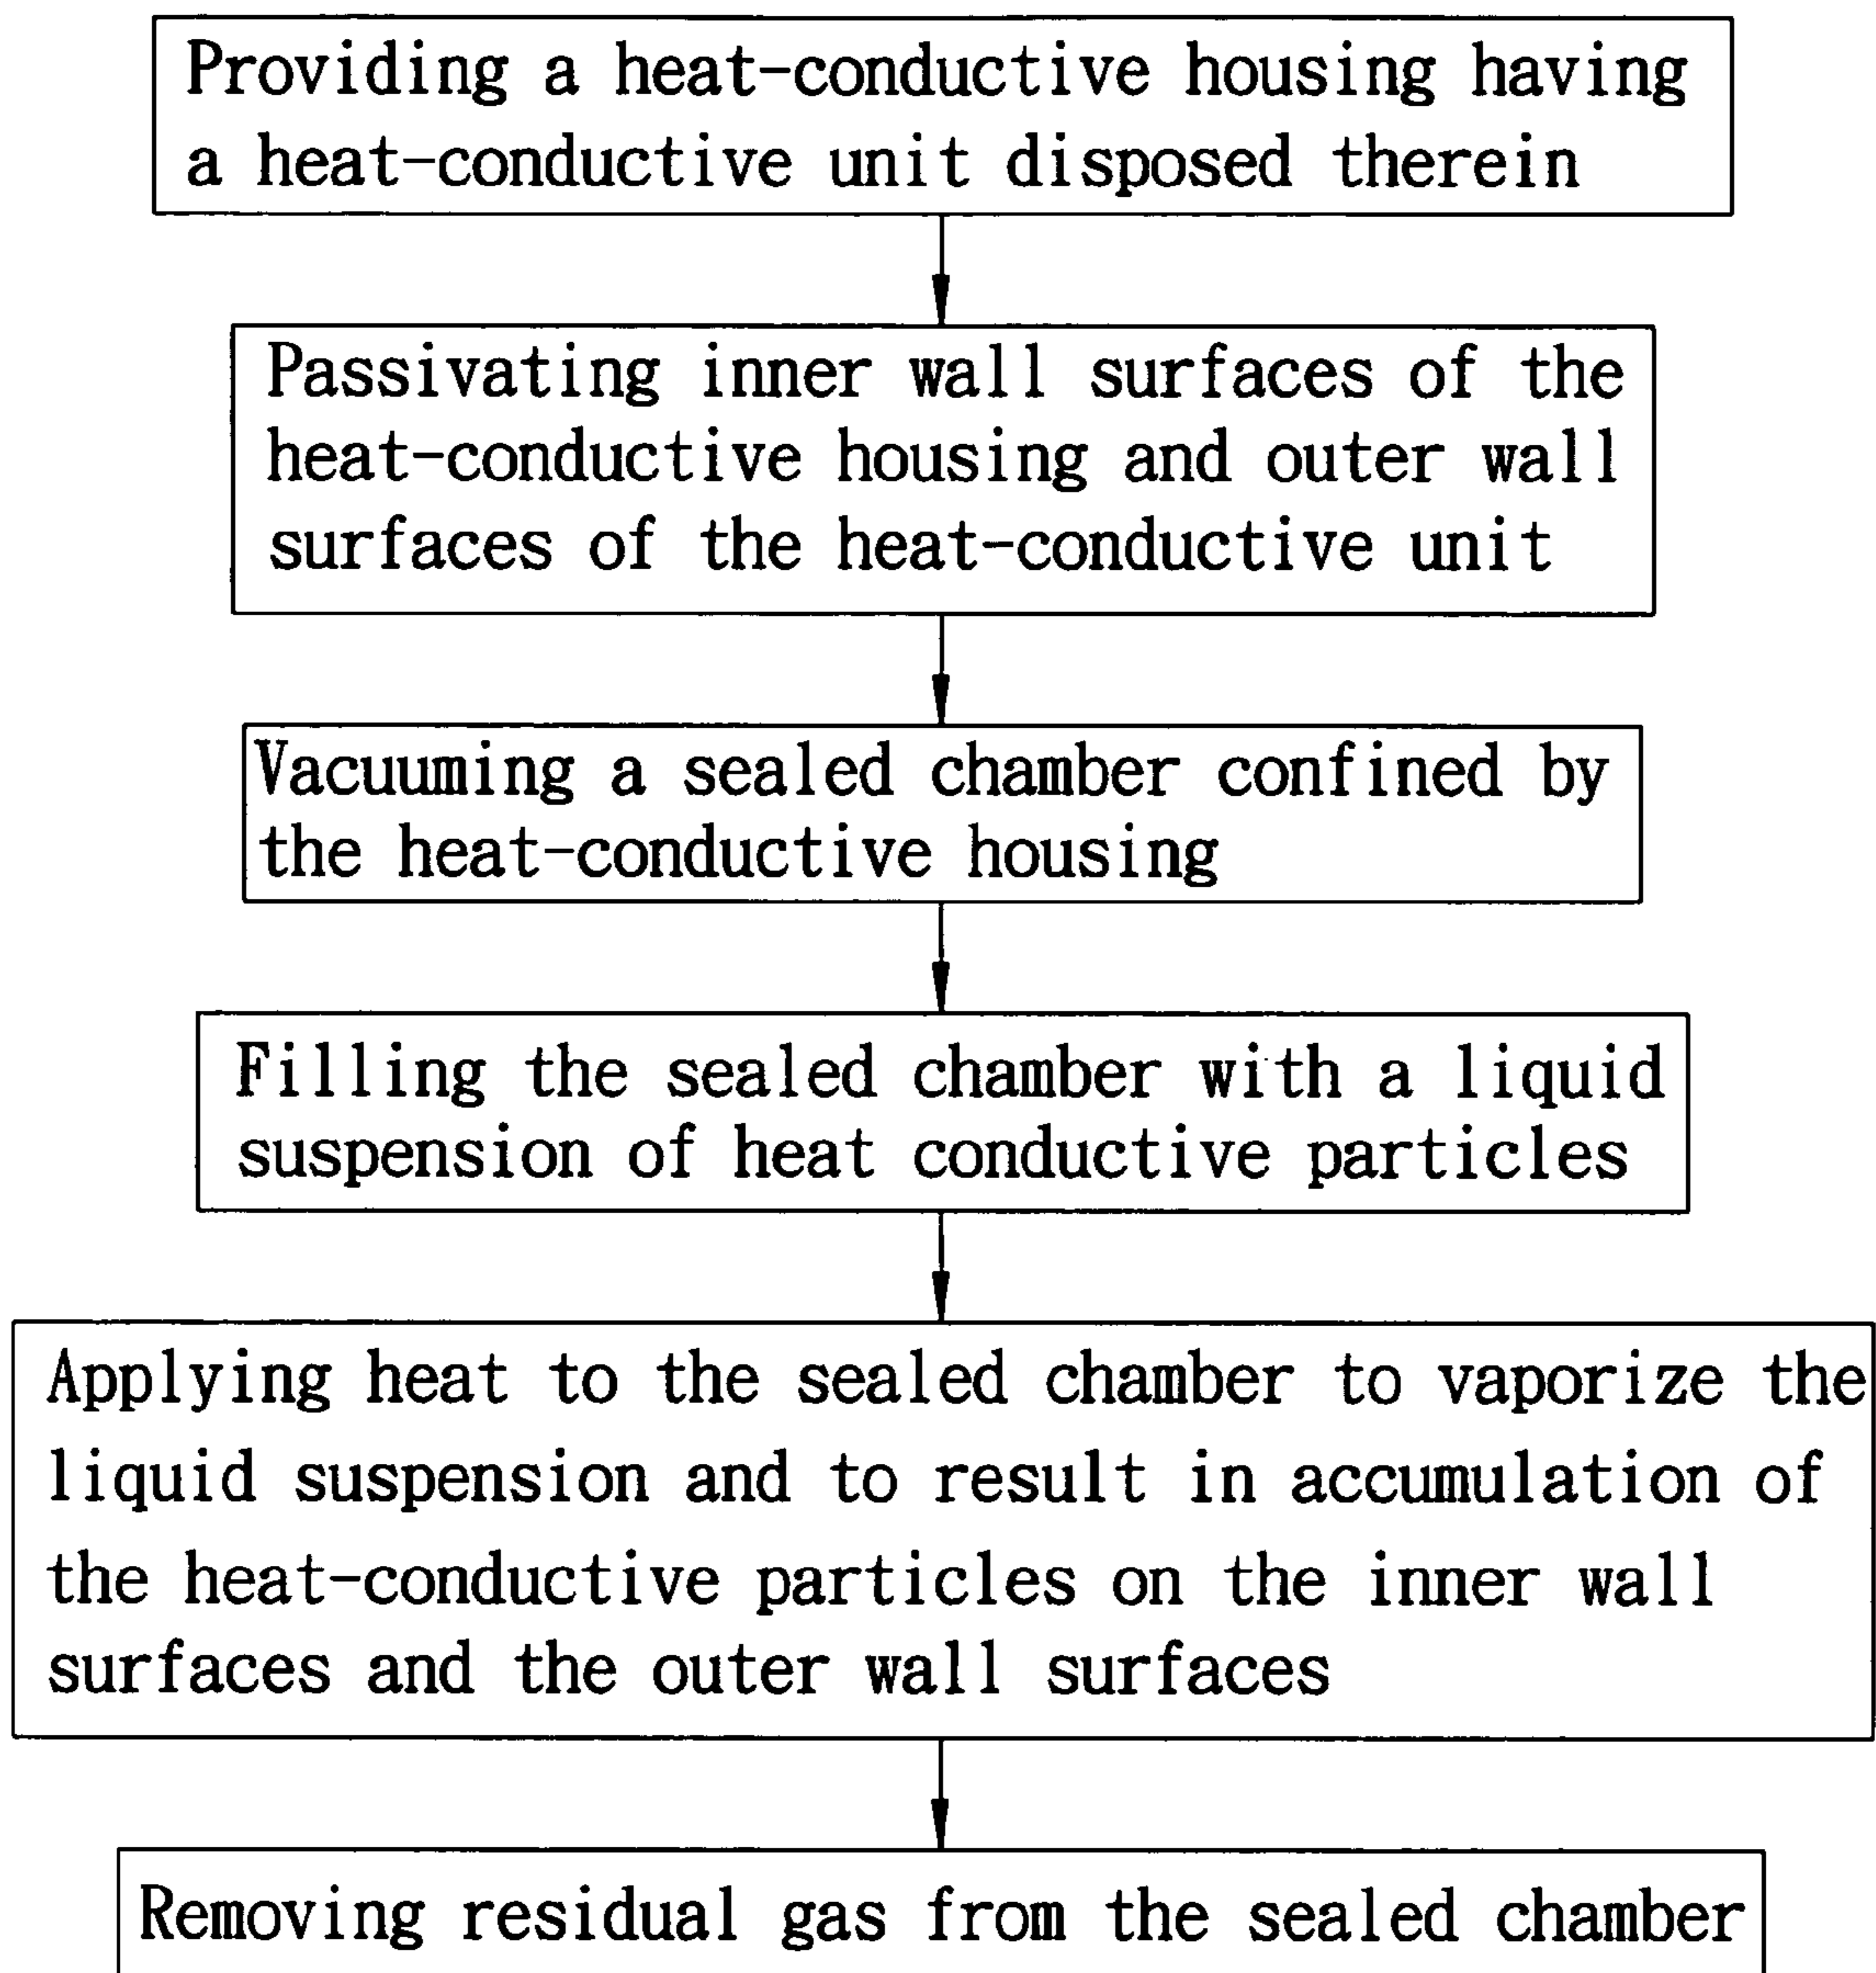 Providing a heat-conductive housing having
a heat-conductive unit disposed therein
Passivating inner wall surfaces of the
heat-conductive housing and outer wall
surfaces of the heat-conductive unit
Vacuuming a sealed chamber confined by
the heat-conductive housing
Filling the sealed chamber with a liquid
suspension of heat conductive particles
Applying heat to the sealed chamber to vaporize the
liquid suspension and to result in accumulation of
the heat-conductive particles on the inner wall
surfaces and the outer wall surfaces
Removing residual gas from the sealed chamber